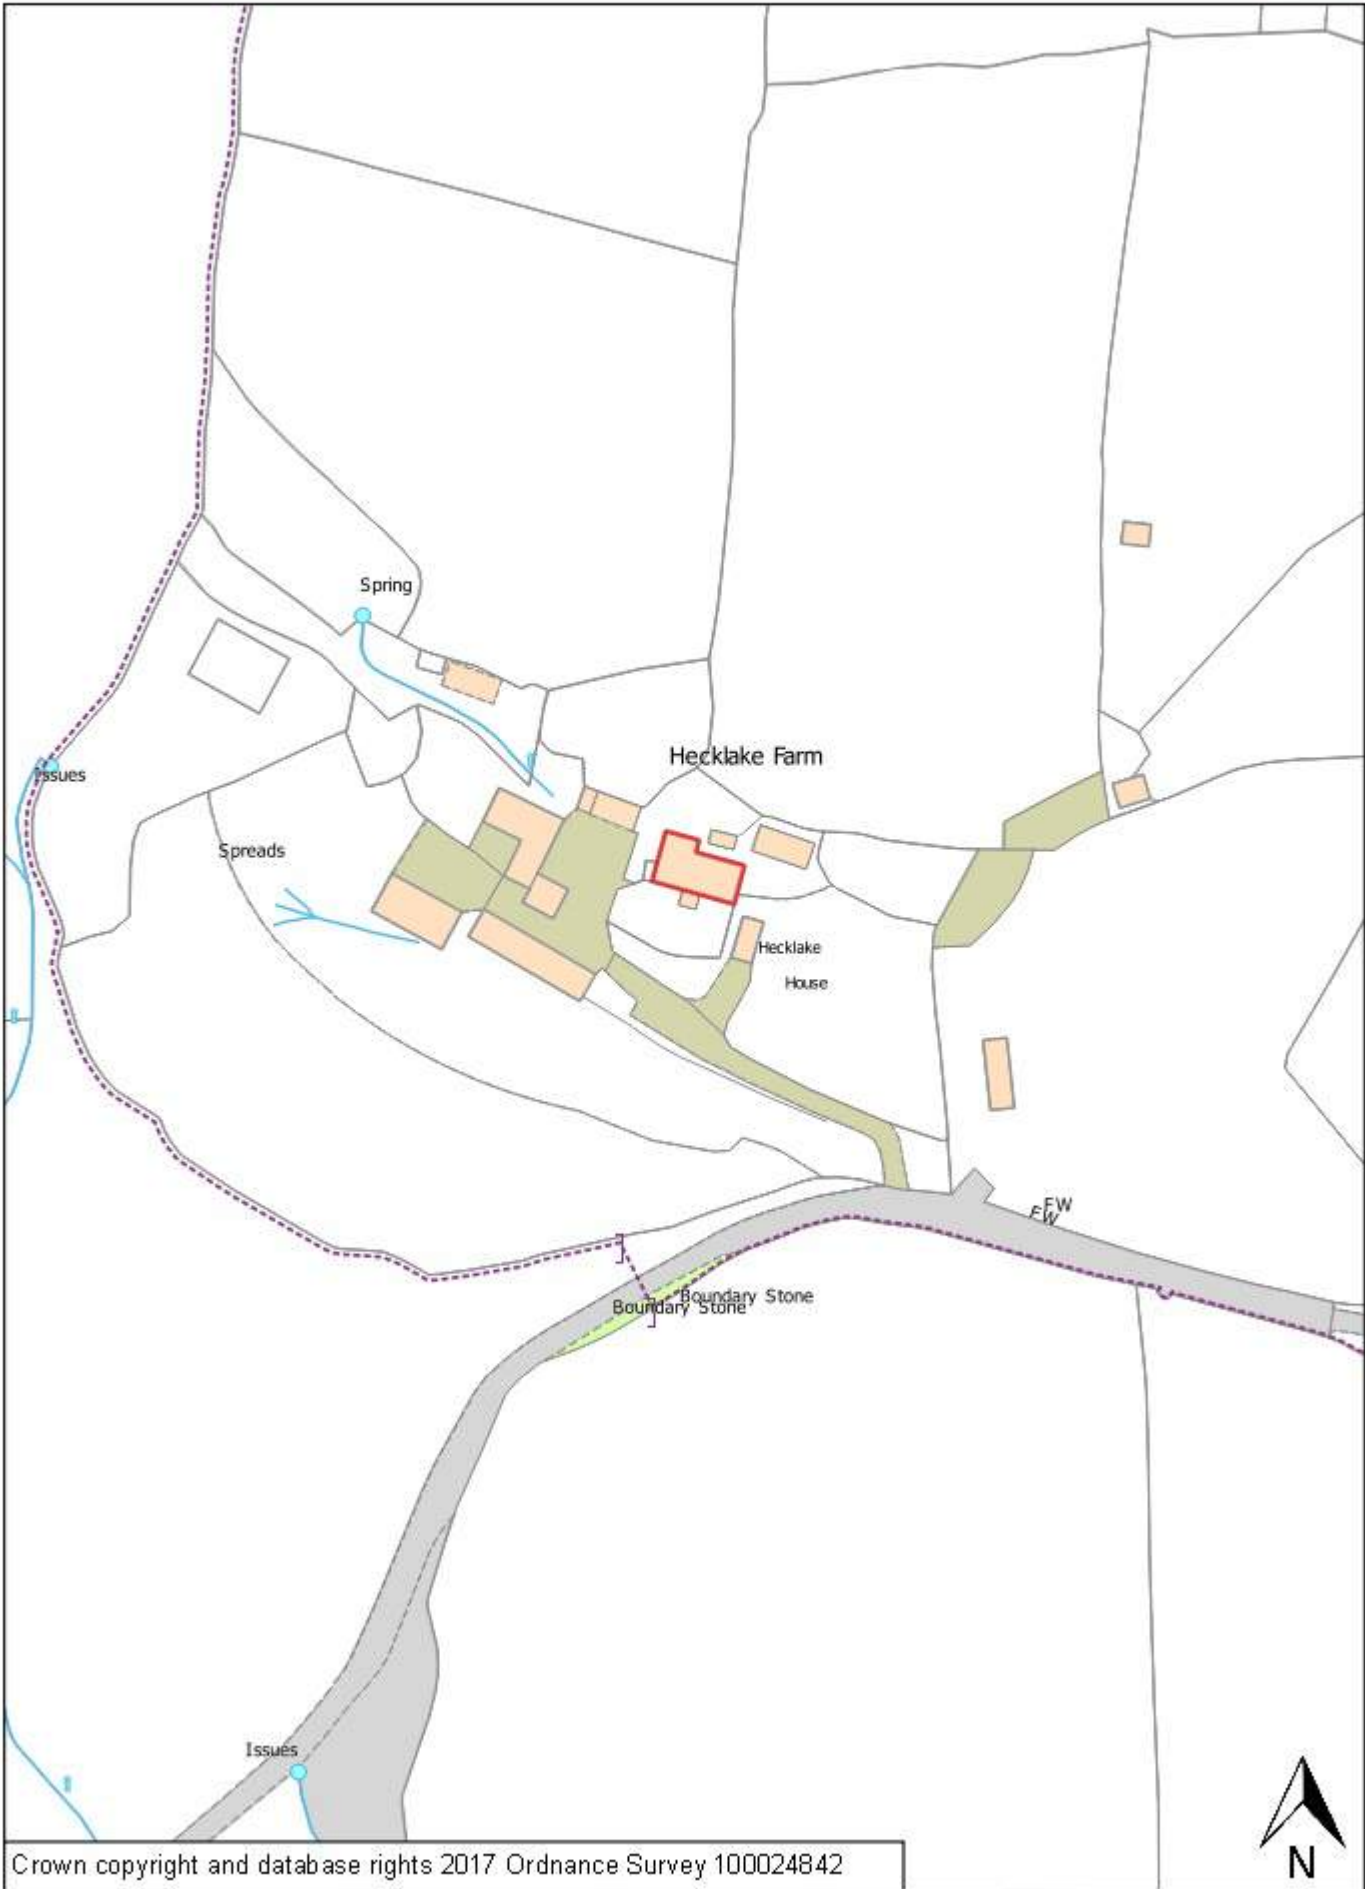 Spring
Hecklake Farm
Issues
Spreads
Hecklake
House
FW
FW
Boundary Stone
Boundary Stone
Issues
N
Crown copyright and database rights 2017 Ordnance Survey 100024842